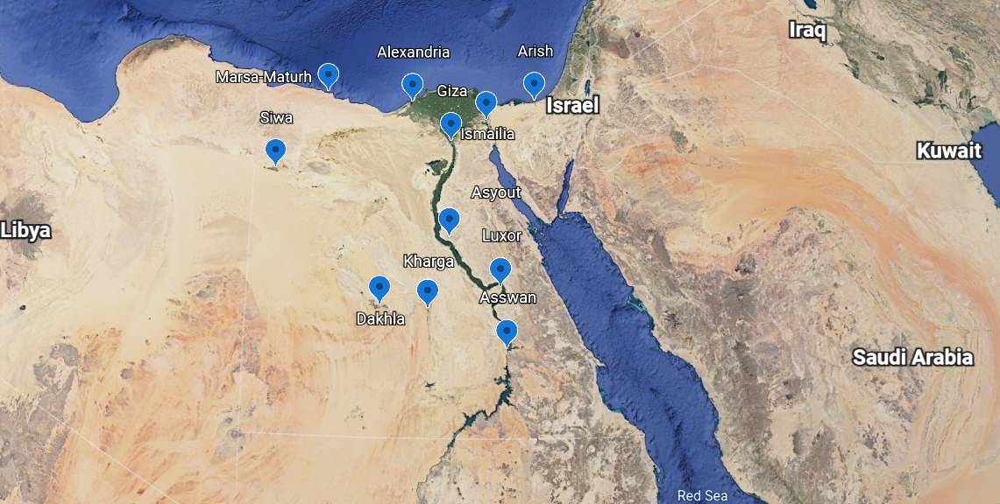 Iraq
Alexandria
Arish
Marsa-Maturh
Giza
Israel
Siwa
Ismailia
Kuwait
Asyout
Libya
Luxor
Kharga
Asswan
Dakhla
Saudi Arabia
Red Sea